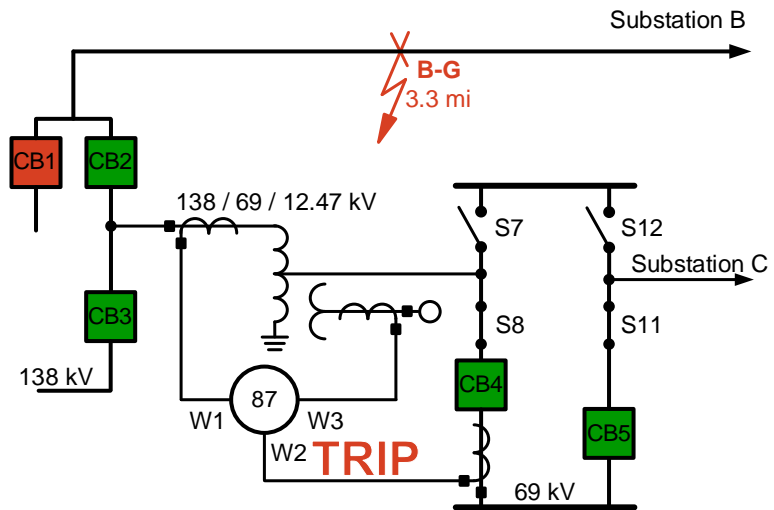 Substation B
B-G
3.3 mi
CB1
CB2
138 / 69 / 12.47 kV
S7
S12
Substation C
CB3
S8
S11
138 kV
CB4
87
W1
W3
W2
TRIP
CB5
69 kV